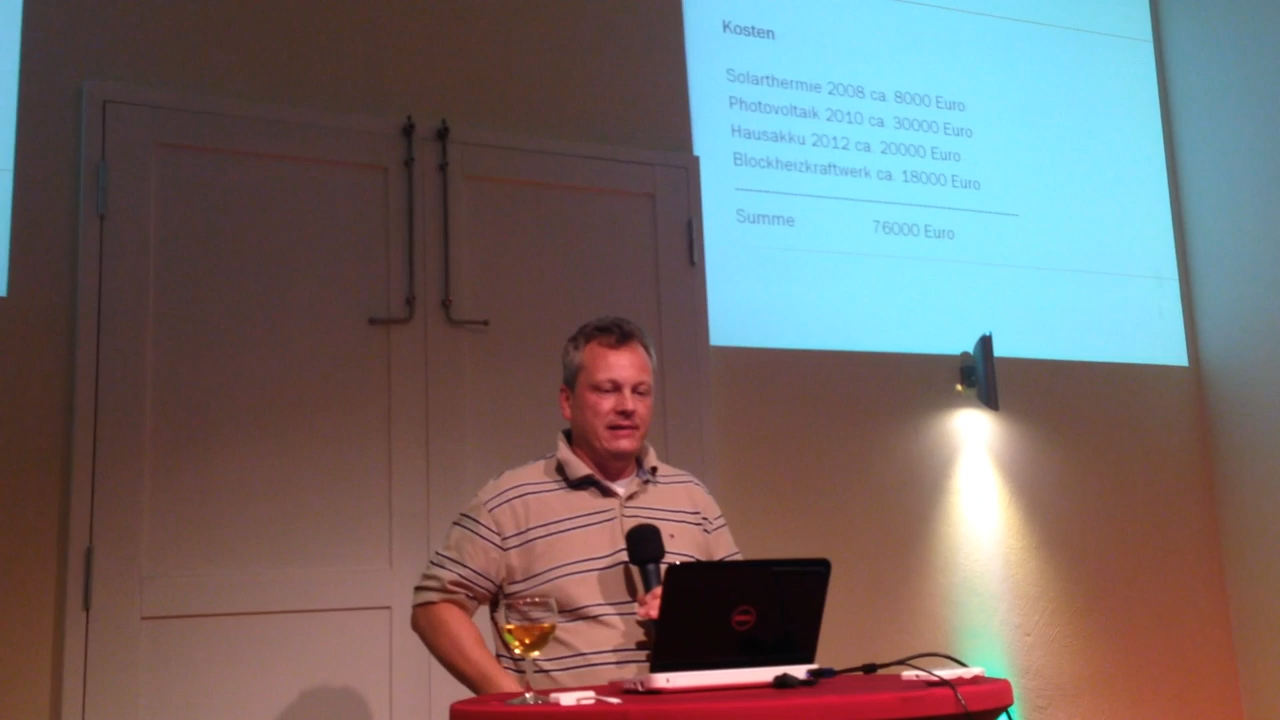 Kosten
Solarthermie 2008 ca. 8000 Euro
Photovoltaik 2010 ca. 30000 Euro
Hausakku 2012 ca. 20000 Euro
Blockheizkraftwerk ca. 18000 Euro
Summe 76000 Euro
DELL